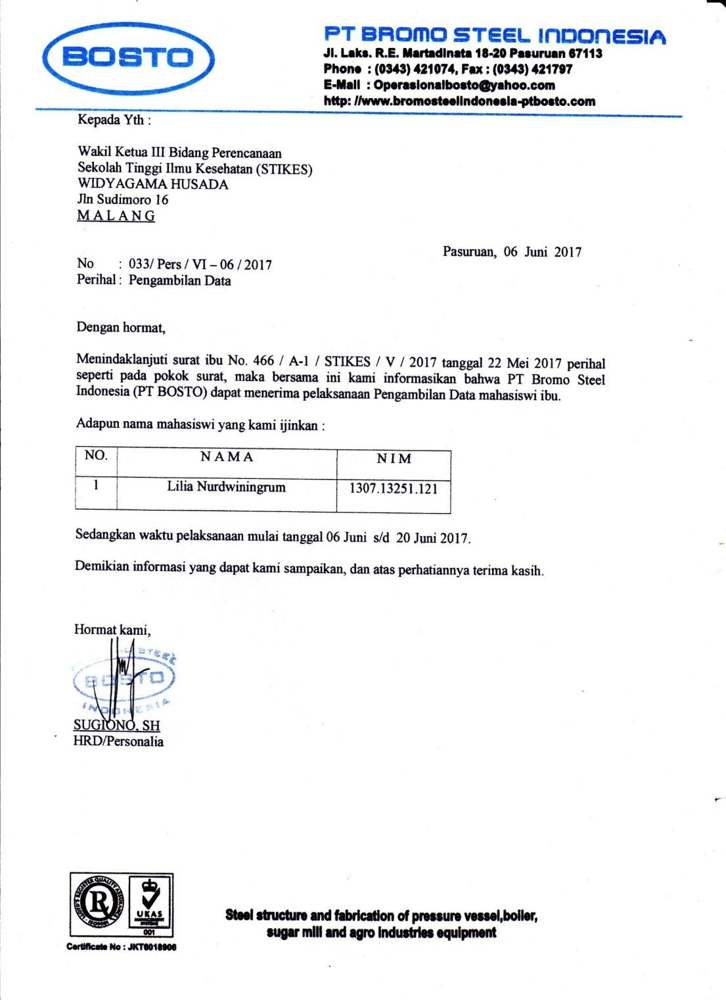 BOSTO
PT BROMO STEEL INDONESIA
Jl. Laks. R.E. Martadinata 18-20 Pasuruan 67113
Phone : (0343) 421074, Fax : (0343) 421797
E-Mail : Operasionalbosto@yahoo.com
http: //www.bromosteelindonesia-ptbosto.com
Kepada Yth :
Wakil Ketua III Bidang Perencanaan
Sekolah Tinggi Ilmu Kesehatan (STIKES)
WIDYAGAMA HUSADA
Jln Sudimoro 16
M A L A N G
Pasuruan, 06 Juni 2017
No : 033/ Pers / VI – 06 / 2017
Perihal : Pengambilan Data
Dengan hormat,
Menindaklanjuti surat ibu No. 466 / A-1 / STIKES / V / 2017 tanggal 22 Mei 2017 perihal
seperti pada pokok surat, maka bersama ini kami informasikan bahwa PT Bromo Steel
Indonesia (PT BOSTO) dapat menerima pelaksanaan Pengambilan Data mahasiswi ibu.
Adapun nama mahasiswi yang kami ijinkan :
NO. N A M A N I M
1 Lilia Nurdwiningrum 1307.13251.121
Sedangkan waktu pelaksanaan mulai tanggal 06 Juni s/d 20 Juni 2017.
Demikian informasi yang dapat kami sampaikan, dan atas perhatiannya terima kasih.
Hormat kami,
STEEL
BOSTO
INDONESIA
SUGIONO, SH
HRD/Personalia
LLOYD'S REGISTER QUALITY ASSURANCE
R
ISO9001
UKAS
MANAGEMENT
SYSTEMS
001
Certificate No : JKT6018906
Steel structure and fabrication of pressure vessel,boiler,
sugar mill and agro industries equipment